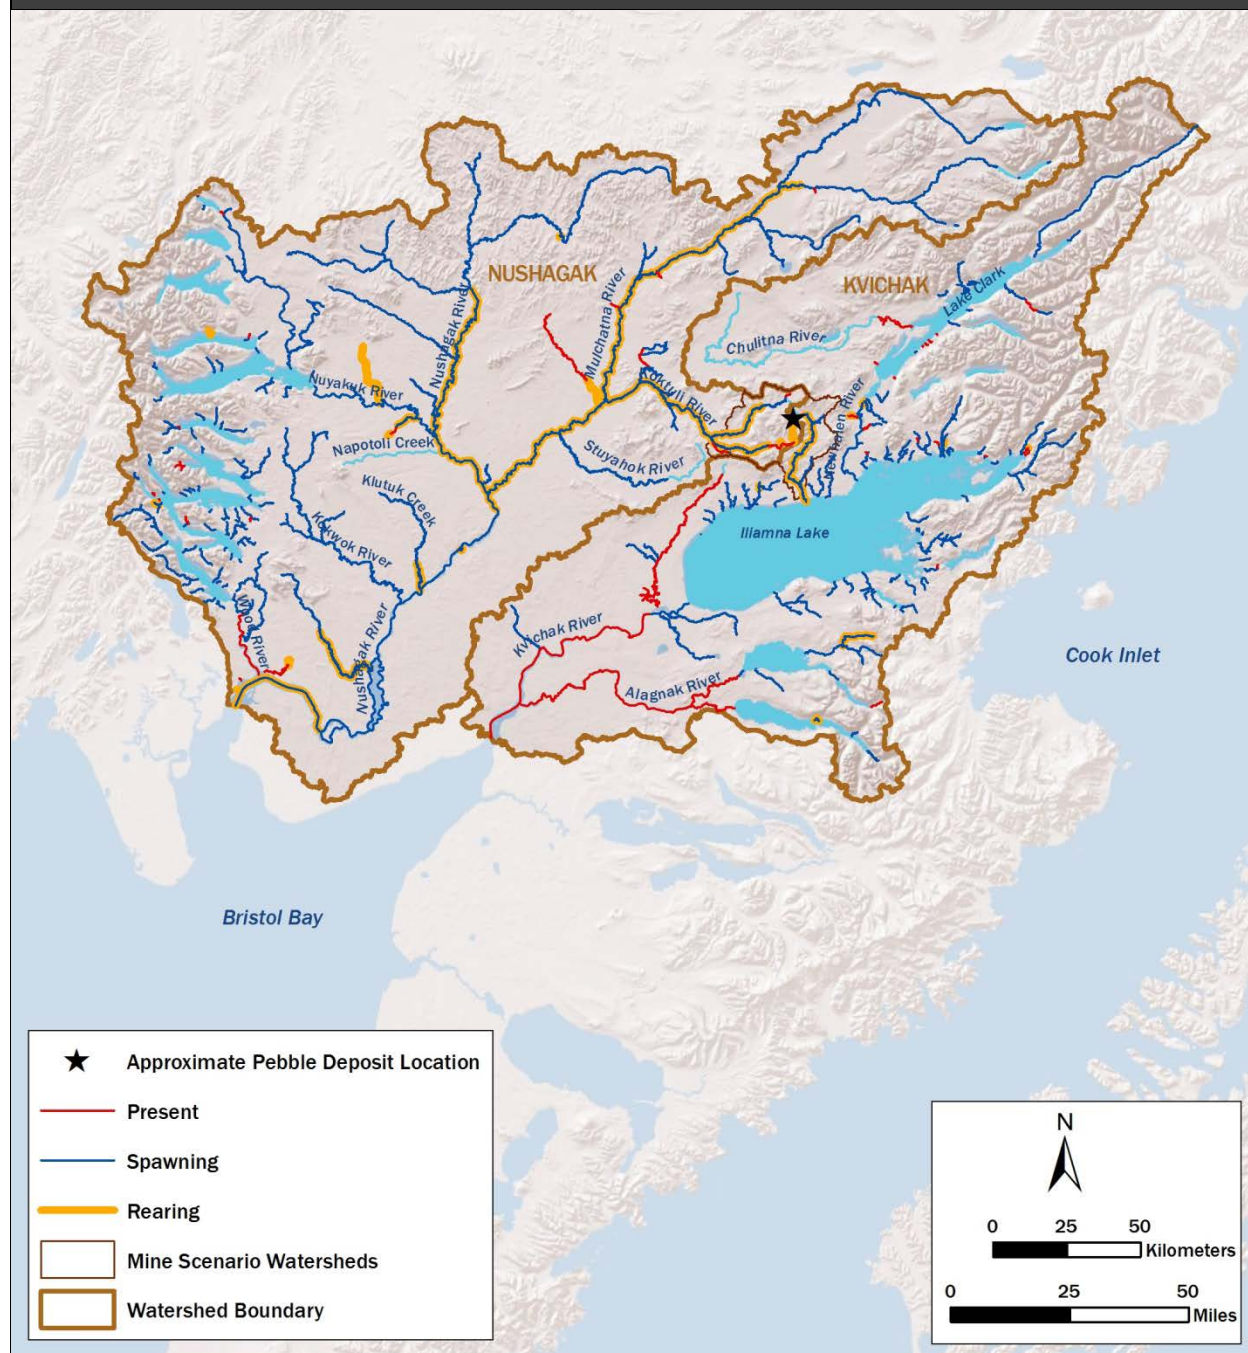 NUSHAGAK
KVICHAK
Lake Clark
Chulitna River
Mulchatna River
Nushagak River
Koktuli River
Nuyakuk River
Newhalen River
Napotoli Creek
Stuyahok River
Klutuk Creek
Kokwok River
Iliamna Lake
Wood River
Nushagak River
Kvichak River
Alagnak River
Cook Inlet
Bristol Bay
Approximate Pebble Deposit Location
Present
Spawning
Rearing
Mine Scenario Watersheds
Watershed Boundary
N
0 25 50
Kilometers
0 25 50
Miles